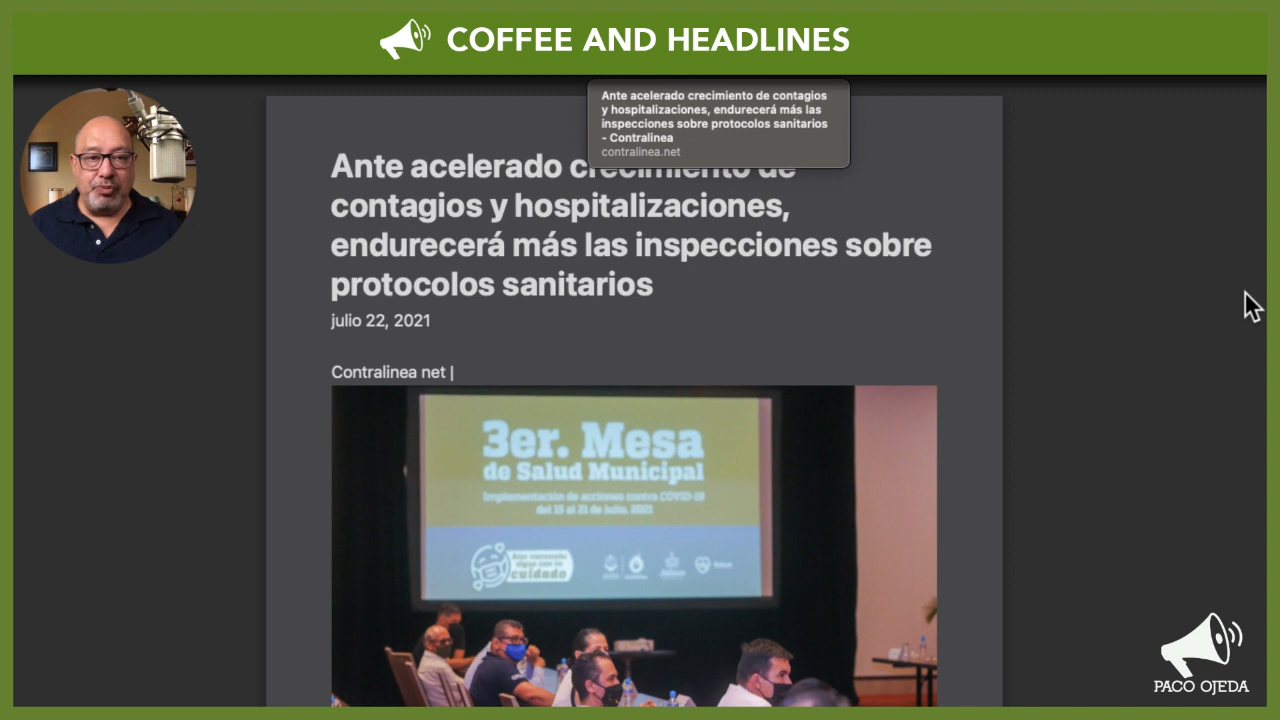 COFFEE AND HEADLINES
Ante acelerado crecimiento de contagios
y hospitalizaciones, endurecerá más las
inspecciones sobre protocolos sanitarios
- Contralinea
contralinea.net
Ante acelerado crecimiento de
contagios y hospitalizaciones,
endurecerá más las inspecciones sobre
protocolos sanitarios
julio 22, 2021
Contralinea net |
3er. Mesa
de Salud Municipal
Implementación de acciones contra COVID-19
del 15 al 21 de julio, 2021
cuidado
Jalisco
Salud
PACO OJEDA